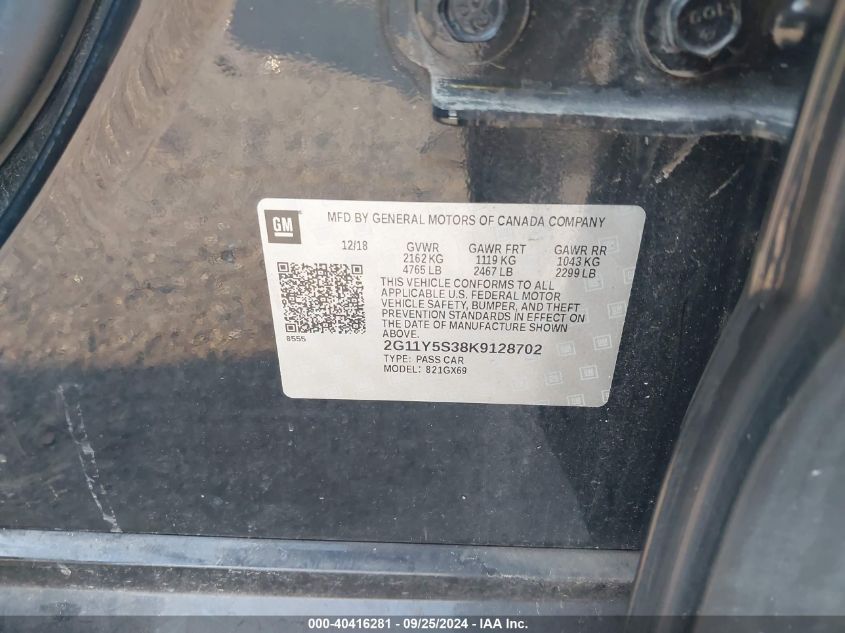 GM
MFD BY GENERAL MOTORS OF CANADA COMPANY
12/18 GVWR GAWR FRT GAWR RR
2162 KG 1119 KG 1043 KG
4765 LB 2467 LB 2299 LB
THIS VEHICLE CONFORMS TO ALL
APPLICABLE U.S. FEDERAL MOTOR
VEHICLE SAFETY, BUMPER, AND THEFT
PREVENTION STANDARDS IN EFFECT ON
THE DATE OF MANUFACTURE SHOWN
ABOVE.
8555
2G11Y5S38K9128702
TYPE: PASS CAR
MODEL: 821GX69
000-40416281 - 09/25/2024 - IAAI Inc.